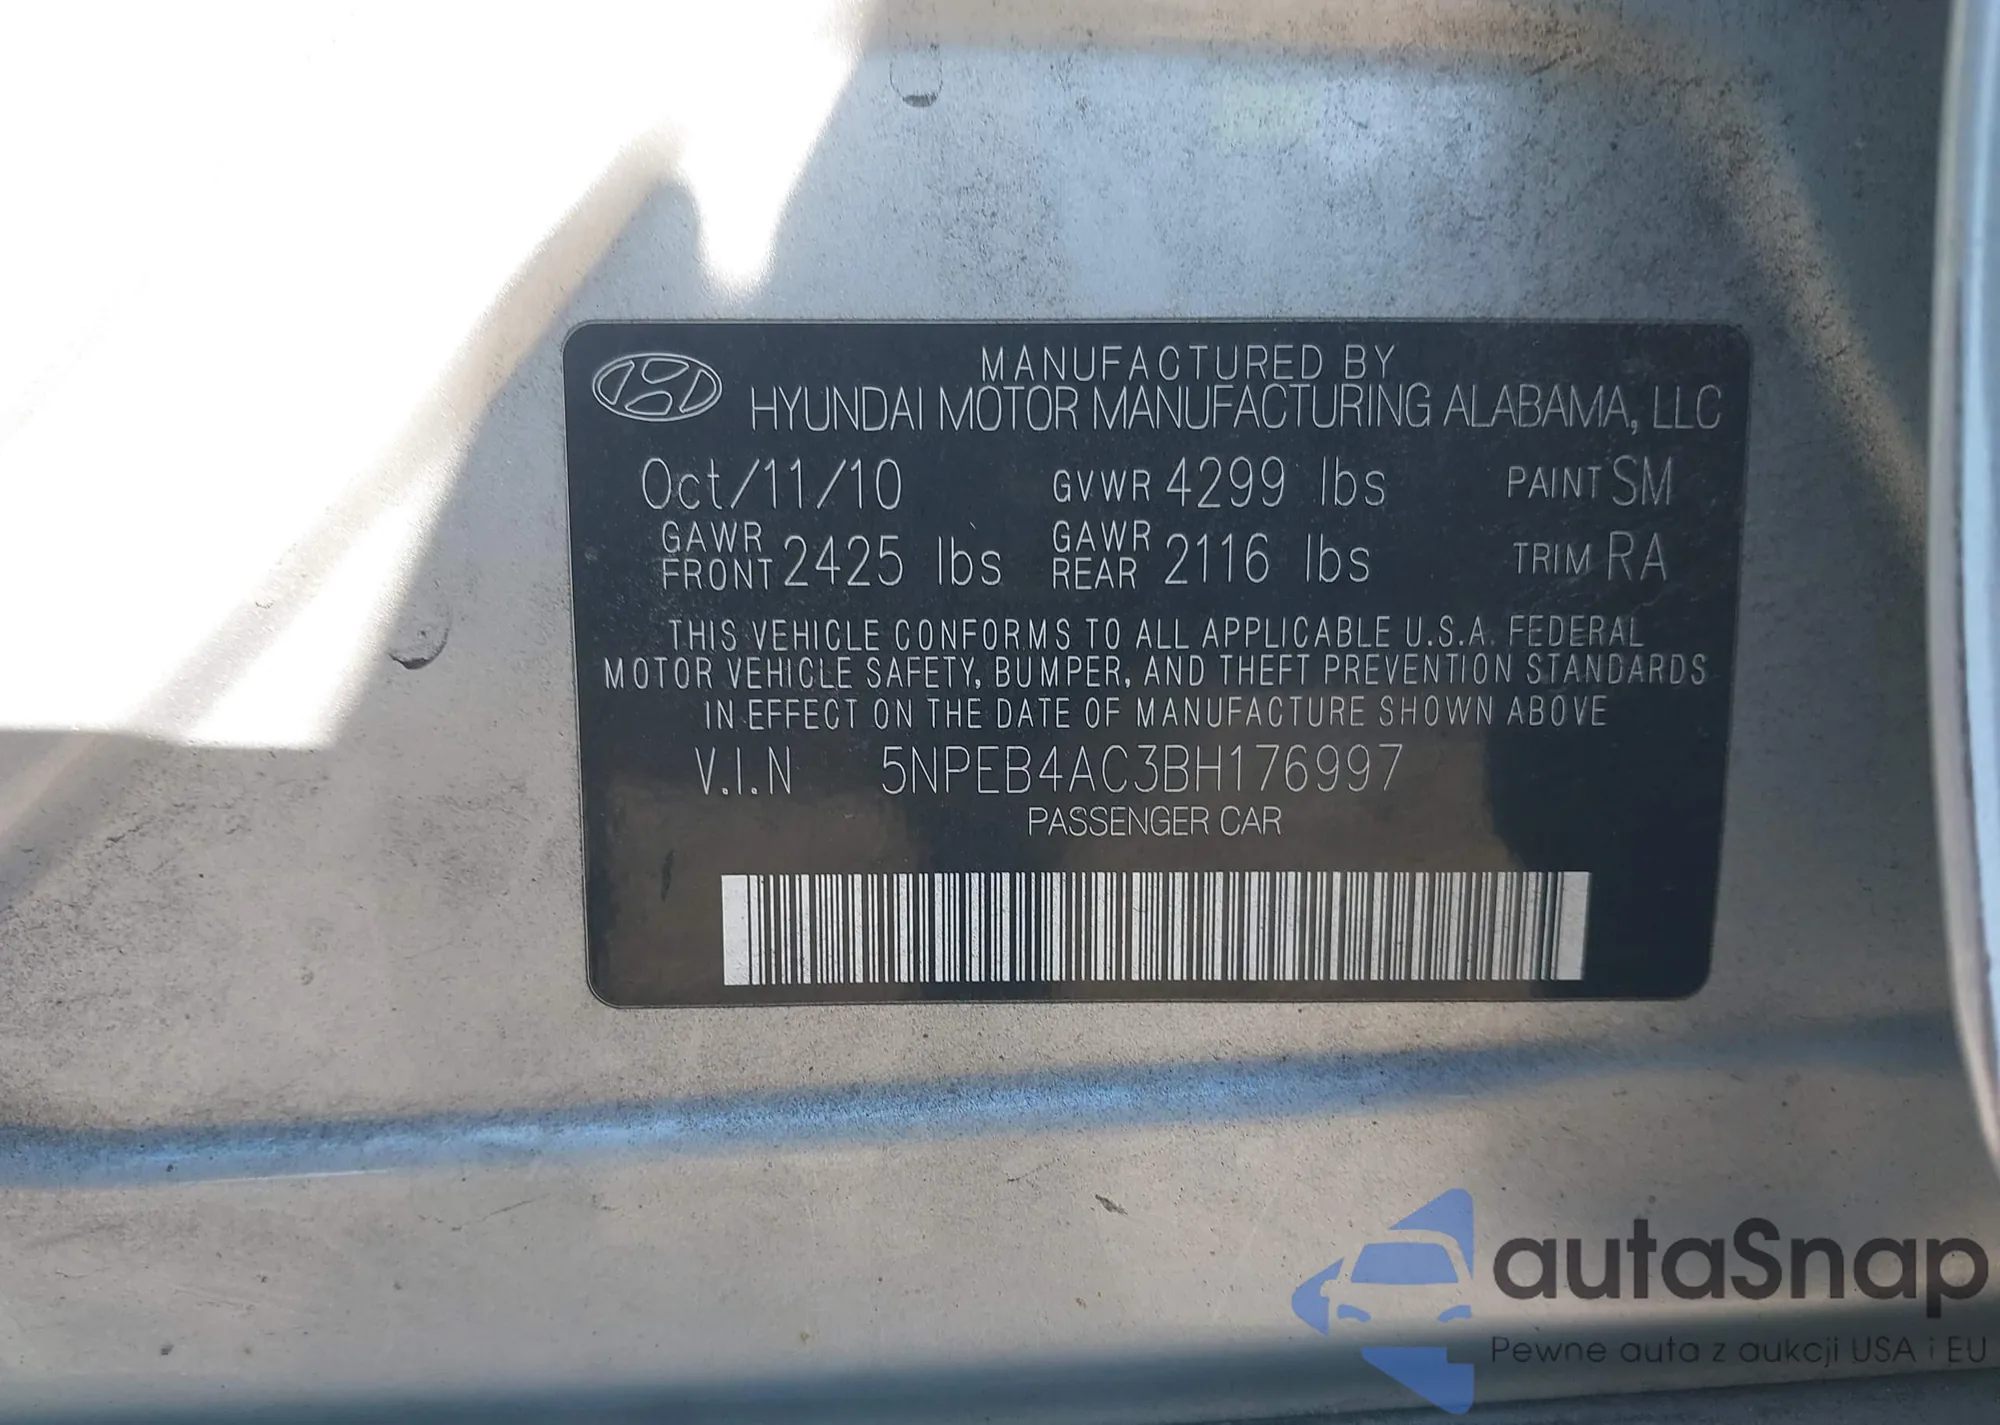 MANUFACTURED BY
HYUNDAI MOTOR MANUFACTURING ALABAMA, LLC
Oct/11/10 GVWR 4299 lbs PAINT SM
GAWR FRONT 2425 lbs GAWR REAR 2116 lbs TRIM RA
THIS VEHICLE CONFORMS TO ALL APPLICABLE U.S.A. FEDERAL
MOTOR VEHICLE SAFETY, BUMPER, AND THEFT PREVENTION STANDARDS
IN EFFECT ON THE DATE OF MANUFACTURE SHOWN ABOVE
V.I.N 5NPEB4AC3BH176997
PASSENGER CAR
autaSnap
Pewne auta z aukcji USA i EU